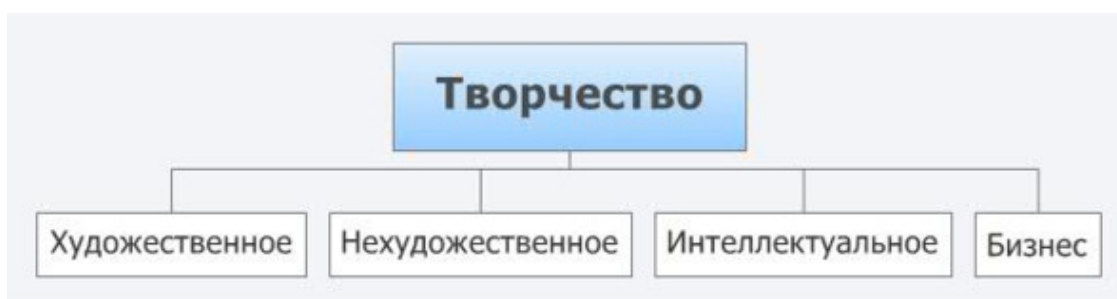 Творчество
Художественное
Нехудожественное
Интеллектуальное
Бизнес